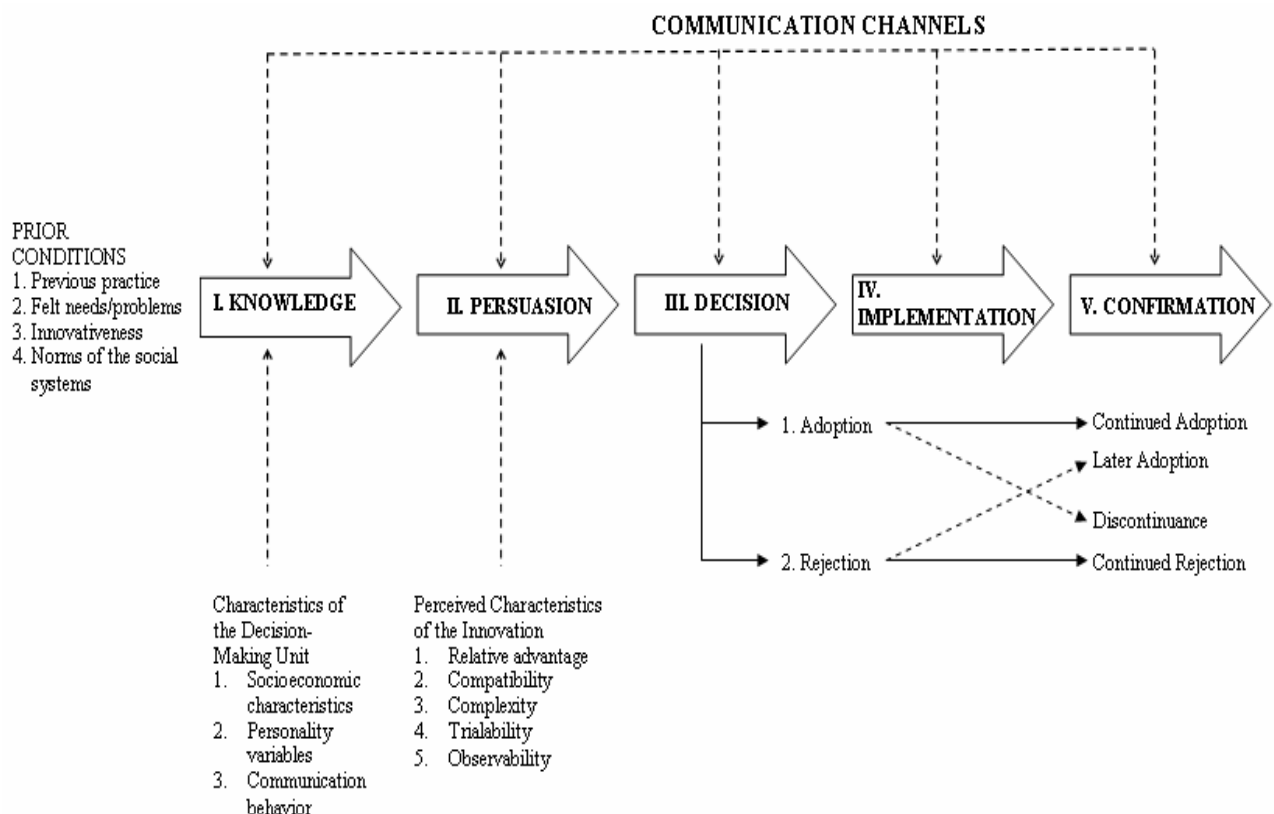 COMMUNICATION CHANNELS
PRIOR
CONDITIONS
1. Previous practice
2. Felt needs/problems
3. Innovativeness
4. Norms of the social
systems
I. KNOWLEDGE
II. PERSUASION
III. DECISION
IV.
IMPLEMENTATION
V. CONFIRMATION
1. Adoption
2. Rejection
Continued Adoption
Later Adoption
Discontinuance
Continued Rejection
Characteristics of
the Decision-
Making Unit
1. Socioeconomic
characteristics
2. Personality
variables
3. Communication
behavior
Perceived Characteristics
of the Innovation
1. Relative advantage
2. Compatibility
3. Complexity
4. Trialability
5. Observability